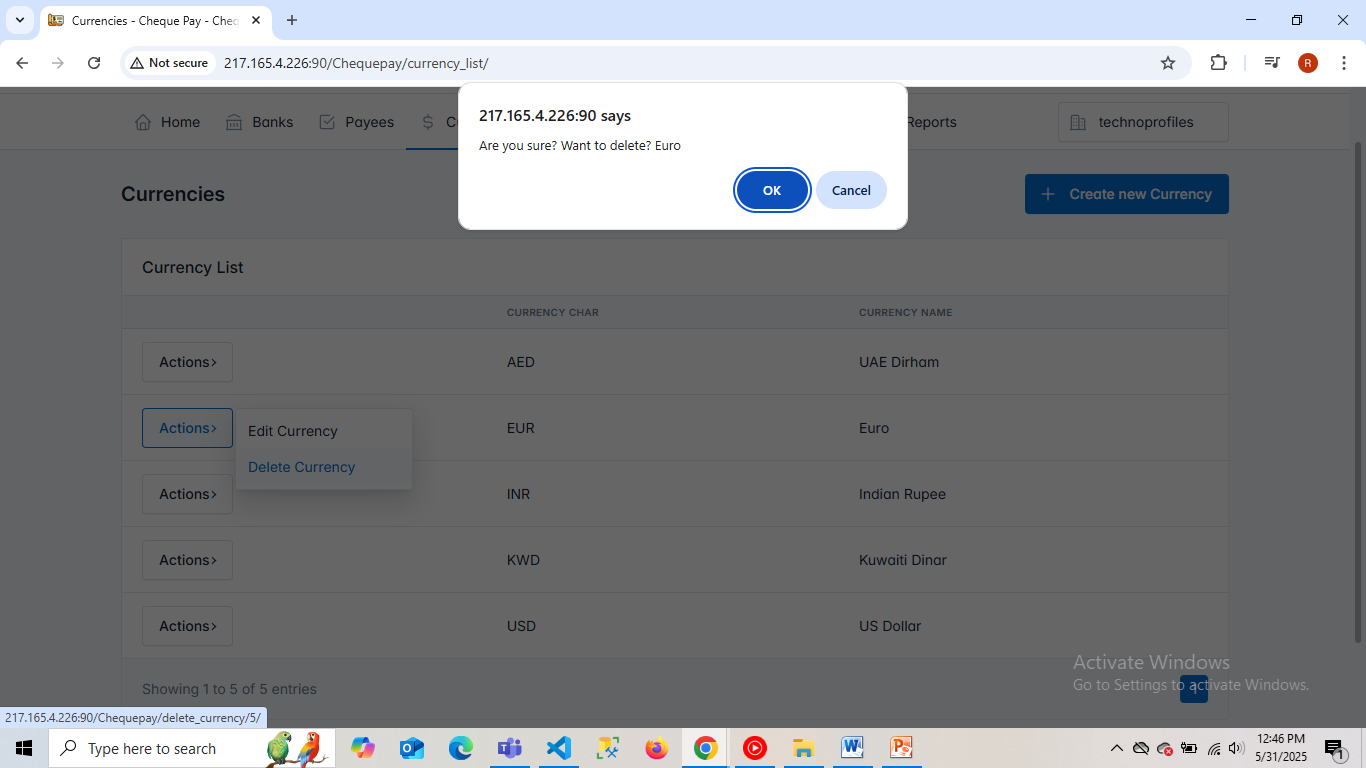 Currencies - Cheque Pay - Cheq
Not secure 217.165.4.226:90/Chequepay/currency_list/ R
217.165.4.226:90 says
Are you sure? Want to delete? Euro
OK Cancel
Home Banks Payees Reports technoprofiles
Currencies Create new Currency
Currency List
CURRENCY CHAR CURRENCY NAME
Actions> AED UAE Dirham
Actions> EUR Euro
Edit Currency
Delete Currency
Actions> INR Indian Rupee
Actions> KWD Kuwaiti Dinar
Actions> USD US Dollar
Activate Windows
Go to Settings to activate Windows.
Showing 1 to 5 of 5 entries 1
217.165.4.226:90/Chequepay/delete_currency/5/
Type here to search
12:46 PM
5/31/2025
1